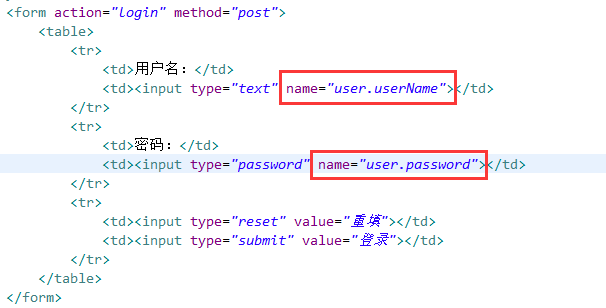 <form action="login" method="post">
<table>
<tr>
<td>用户名：</td>
<td><input type="text" name="user.userName"></td>
</tr>
<tr>
<td>密码：</td>
<td><input type="password" name="user.password"></td>
</tr>
<tr>
<td><input type="reset" value="重填"></td>
<td><input type="submit" value="登录"></td>
<tr>
</table>
</form>